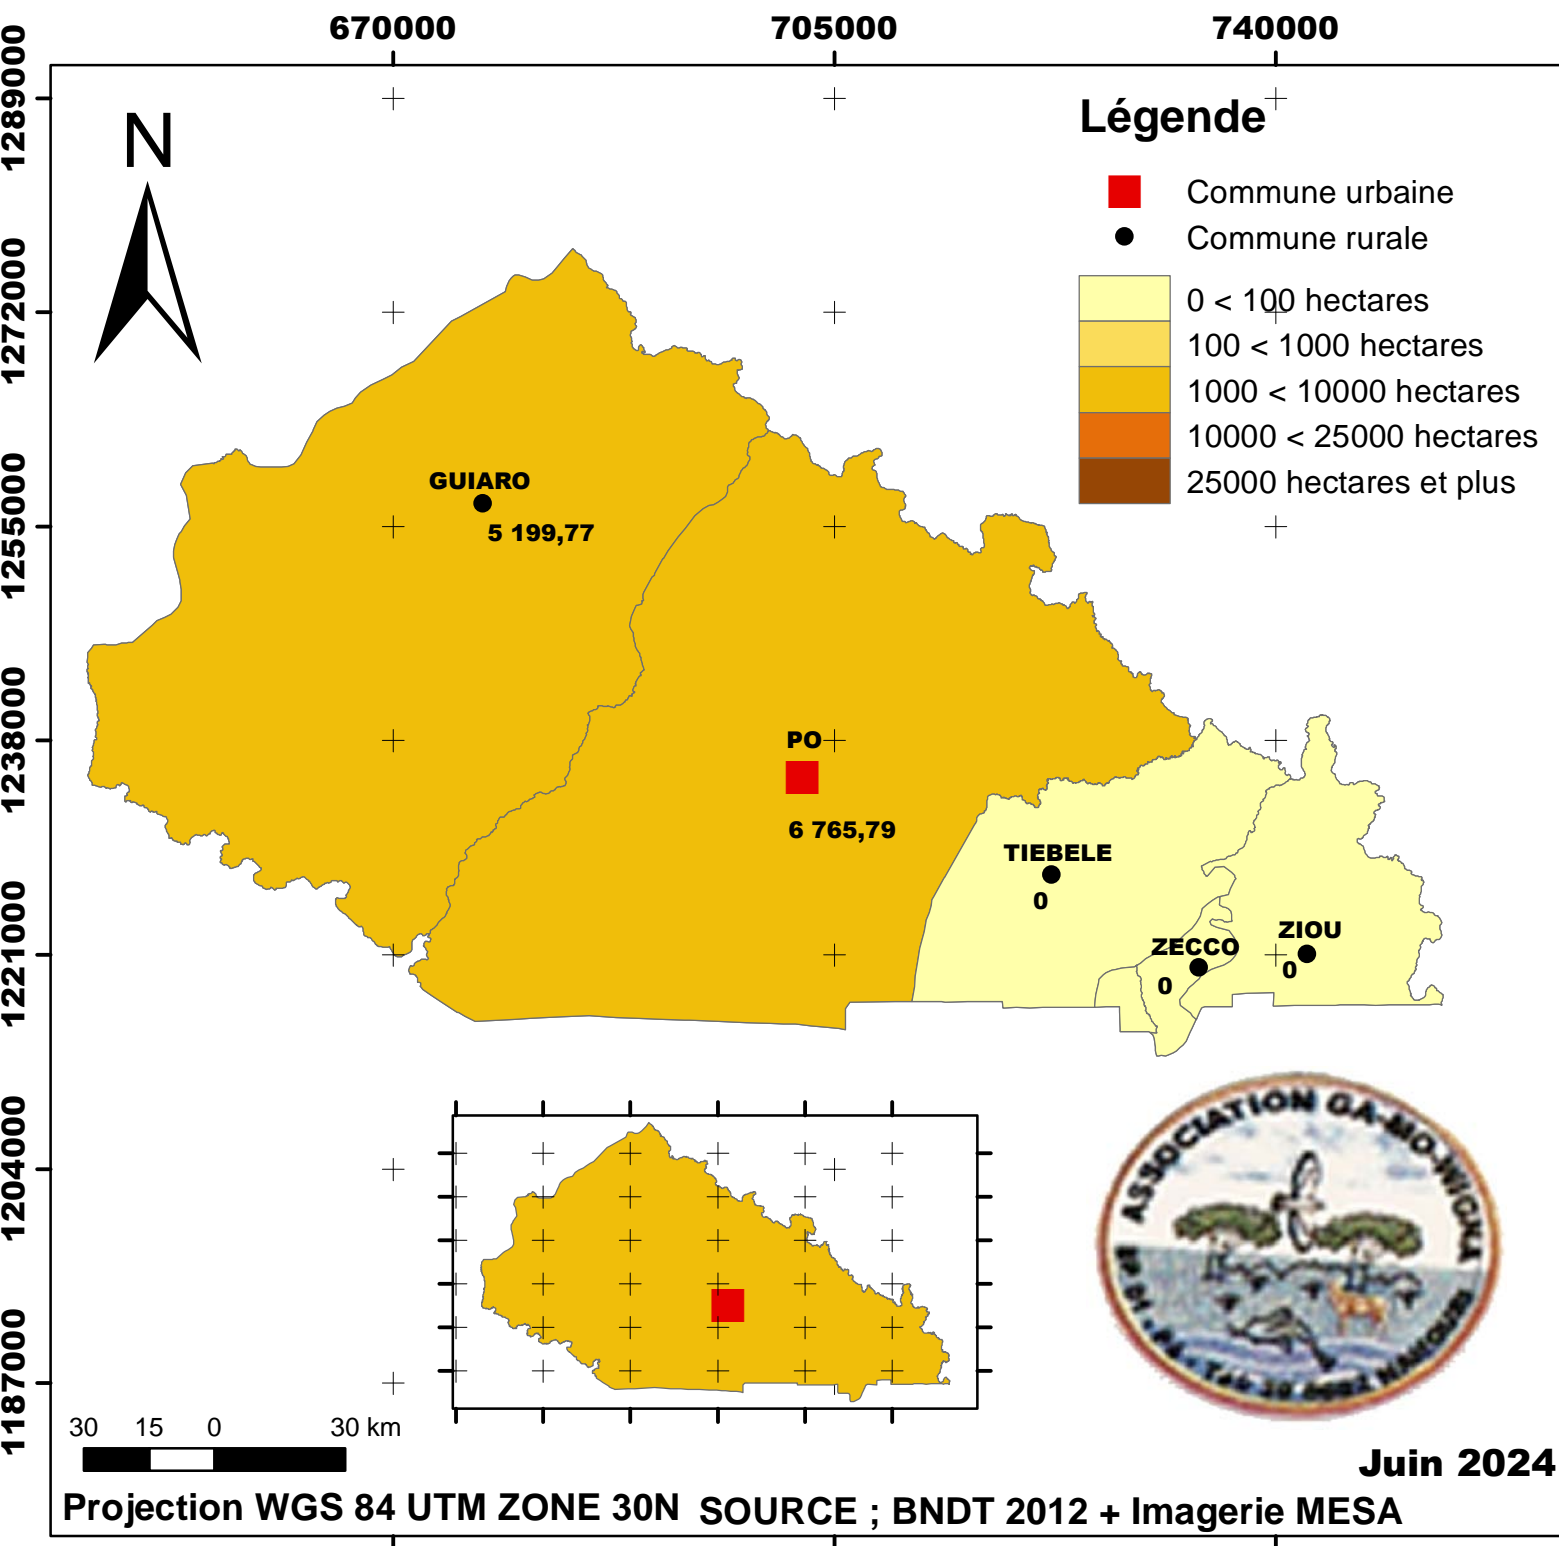 670000 705000 740000
1289000
1272000
1255000
1238000
1221000
1204000
1187000
N
Légende
Commune urbaine
Commune rurale
0 < 100 hectares
100 < 1000 hectares
1000 < 10000 hectares
10000 < 25000 hectares
25000 hectares et plus
GUIARO
5 199,77
PO
6 765,79
TIEBELE
0
ZECCO
0
ZIOU
0
ASSOCIATION GA-MO-NIGNA
30 15 0 30 km
Juin 2024
Projection WGS 84 UTM ZONE 30N SOURCE ; BNDT 2012 + Imagerie MESA